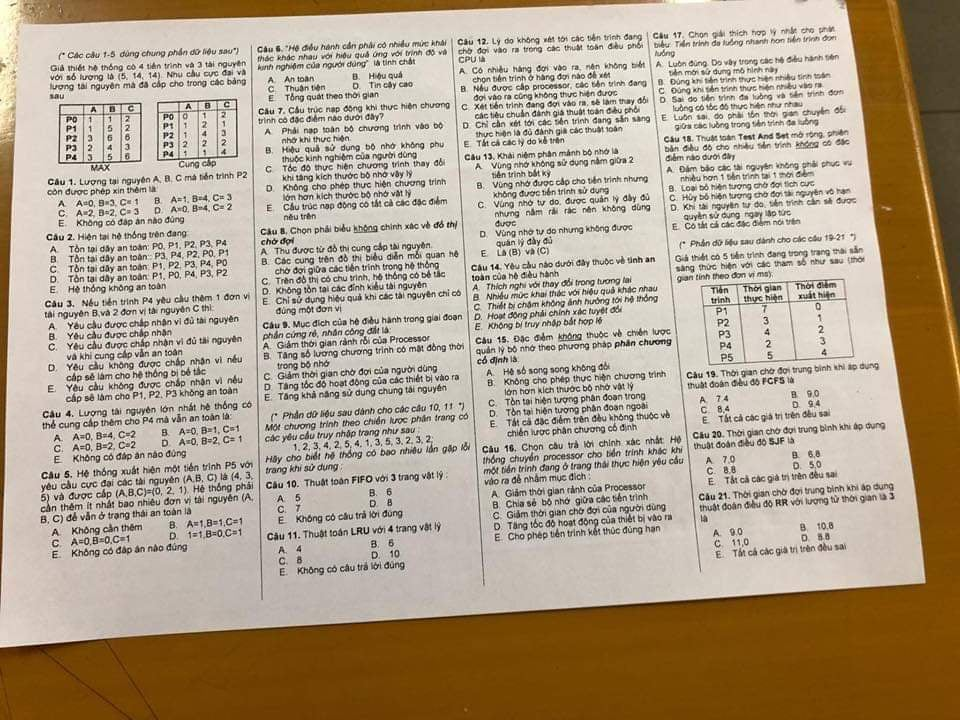 (* Các câu 1-5 dùng chung phần dữ liệu sau*)
Giả thiết hệ thống có 4 tiến trình và 3 tài nguyên
với số lượng là (5, 14, 14). Nhu cầu cực đại và
lượng tài nguyên mà đã cấp cho trong các bảng
sau
A B C
P0 1 1 2
P1 1 5 2
P2 3 6 6
P3 2 4 3
P4 3 5 6
MAX
A B C
P0 0 1 2
P1 1 2 1
P2 1 4 3
P3 2 2 2
P4 1 1 4
Cung cấp
Câu 1. Lượng tại nguyên A, B, C mà tiến trình P2
còn được phép xin thêm là:
A. A=0, B=3, C= 1 B. A=1, B=4, C= 3
C. A=2, B=2, C= 3 D. A=0, B=4, C= 2
E. Không có đáp án nào đúng
Câu 2. Hiện tại hệ thống trên đang:
A. Tồn tại dãy an toàn: P0, P1, P2, P3, P4
B. Tồn tại dãy an toàn:: P3, P4, P2, P0, P1
C. Tồn tại dãy an toàn: P1, P2, P3, P4, P0
D. Tồn tại dãy an toàn: P1, P0, P4, P3, P2
E. Hệ thống không an toàn
Câu 3. Nếu tiến trình P4 yêu cầu thêm 1 đơn vị
tài nguyên B,và 2 đơn vị tài nguyên C thì:
A. Yêu cầu được chấp nhận vì đủ tài nguyên
B. Yêu cầu được chấp nhận
C. Yêu cầu được chấp nhận vì đủ tài nguyên
và khi cung cấp vẫn an toàn
D. Yêu cầu không được chấp nhận vì nếu
cấp sẽ làm cho hệ thống bị bế tắc
E. Yêu cầu không được chấp nhận vì nếu
cấp sẽ làm cho P1, P2, P3 không an toàn
Câu 4. Lượng tài nguyên lớn nhất hệ thống có
thể cung cấp thêm cho P4 mà vẫn an toàn là:
A. A=0, B=4, C=2 B. A=0, B=1, C=1
C. A=0, B=2, C=2 D. A=0, B=2, C= 1
E. Không có đáp án nào đúng
Câu 5. Hệ thống xuất hiện một tiến trình P5 với
yêu cầu cực đại các tài nguyên (A,B, C) là (4, 3,
5) và được cấp (A,B,C)=(0, 2, 1). Hệ thống phải
cần thêm ít nhất bao nhiêu đơn vị tài nguyên (A,
B, C) để vẫn ở trạng thái an toàn là
A. Không cần thêm B. A=1,B=1,C=1
C. A=0,B=0,C=1 D. 1=1,B=0,C=1
E. Không có đáp án nào đúng
Câu 6. "Hệ điều hành cần phải có nhiều mức khai
thác khác nhau và hiệu quả ứng với trình độ và
kinh nghiệm của người dùng" là tính chất
A. An toàn B. Hiệu quả
C. Thuận tiện D. Tin cậy cao
E. Tổng quát theo thời gian
Câu 7. Cấu trúc nạp động khi thực hiện chương
trình có đặc điểm nào dưới đây?
A. Phải nạp toàn bộ chương trình vào bộ
nhớ khi thực hiện.
B. Hiệu quả sử dụng bộ nhớ không phụ
thuộc kinh nghiệm của người dùng
C. Tốc độ thực hiện chương trình thay đổi
khi tăng kích thước bộ nhớ vật lý
D. Không cho phép thực hiện chương trình
lớn hơn kích thước bộ nhớ vật lý
E. Cấu trúc nạp động có tất cả các đặc điểm
nêu trên
Câu 8. Chọn phải biểu không chính xác về đồ thị
chờ đợi
A. Thu được từ đồ thị cung cấp tài nguyên.
B. Các cung trên đồ thị biểu diễn mối quan hệ
chờ đợi giữa các tiến trình trong hệ thống
C. Trên đồ thị có chu trình, hệ thống có bế tắc
D. Không tồn tại các đỉnh kiểu tài nguyên
E. Chỉ sử dụng hiệu quả khi các tài nguyên chỉ có
đúng một đơn vị
Câu 9. Mục đích của hệ điều hành trong giai đoạn
phần cứng rẻ, nhân công đắt là:
A. Giảm thời gian rảnh rỗi của Processor
B. Tăng số lượng chương trình có mặt đồng thời
trong bộ nhớ
C. Giảm thời gian chờ đợi của người dùng
D. Tăng tốc độ hoạt động của các thiết bị vào ra
E. Tăng khả năng sử dụng chung tài nguyên
(* Phần dữ liệu sau dành cho các câu 10, 11 *)
Một chương trình theo chiến lược phân trang có
các yêu cầu truy nhập trang như sau :
1, 2, 3, 4, 2, 5, 4, 1, 3, 5, 3, 2, 3, 2;
Hãy cho biết hệ thống có bao nhiêu lần gặp lỗi
trang khi sử dụng :
Câu 10. Thuật toán FIFO với 3 trang vật lý :
A. 5 B. 6
C. 7 D. 8
E. Không có câu trả lời đúng
Câu 11. Thuật toán LRU với 4 trang vật lý
A. 4 B. 6
C. 8 D. 10
E. Không có câu trả lời đúng
Câu 12. Lý do không xét tới các tiến trình đang
chờ đợi vào ra trong các thuật toán điều phối
CPU là
A. Có nhiều hàng đợi vào ra, nên không biết
chọn tiến trình ở hàng đợi nào để xét
B. Nếu được cấp processor, các tiến trình đang
đợi vào ra cũng không thực hiện được
C. Xét tiến trình đang đợi vào ra, sẽ làm thay đổi
các tiêu chuẩn đánh giá thuật toán điều phối
D. Chỉ cần xét tới các tiến trình đang sẵn sàng
thực hiện là đủ đánh giá các thuật toán
E. Tất cả các lý do kể trên
Câu 13. Khái niệm phân mảnh bộ nhớ là
A. Vùng nhớ không sử dụng nằm giữa 2
tiến trình bất kỳ
B. Vùng nhớ được cấp cho tiến trình nhưng
không được tiến trình sử dụng
C. Vùng nhớ tự do, được quản lý đầy đủ
nhưng nằm rải rác nên không dùng
được
D. Vùng nhớ tự do nhưng không được
quản lý đầy đủ
E. Là (B) và (C)
Câu 14. Yêu cầu nào dưới đây thuộc về tính an
toàn của hệ điều hành
A. Thích nghi với thay đổi trong tương lai
B. Nhiều mức khai thác với hiệu quả khác nhau
C. Thiết bị chậm không ảnh hưởng tới hệ thống
D. Hoạt động phải chính xác tuyệt đối
E. Không bị truy nhập bất hợp lệ
Câu 15. Đặc điểm không thuộc về chiến lược
quản lý bộ nhớ theo phương pháp phân chương
cố định là:
A. Hệ số song song không đổi
B. Không cho phép thực hiện chương trình
lớn hơn kích thước bộ nhớ vật lý
C. Tồn tại hiện tượng phân đoạn trong
D. Tồn tại hiện tượng phân đoạn ngoài
E. Tất cả đặc điểm trên đều không thuộc về
chiến lược phân chương cố định
Câu 16. Chọn câu trả lời chính xác nhất: Hệ
thống chuyển processor cho tiến trình khác khi
một tiến trình đang ở trạng thái thực hiện yêu cầu
vào ra để nhằm mục đích :
A. Giảm thời gian rảnh của Processor
B. Chia sẻ bộ nhớ giữa các tiến trình
C. Giảm thời gian chờ đợi của người dùng
D. Tăng tốc độ hoạt động của thiết bị vào ra
E. Cho phép tiến trình kết thúc đúng hạn
Câu 17. Chọn giải thích hợp lý nhất cho phát
biểu: Tiến trình đa luồng nhanh hơn tiến trình đơn
luồng
A. Luôn đúng. Do vậy trong các hệ điều hành tiên
tiến mới sử dụng mô hình này
B. Đúng khi tiến trình thực hiện nhiều tính toán
C. Đúng khi tiến trình thực hiện nhiều vào ra.
D. Sai do tiến trình đa luồng và tiến trình đơn
luồng có tốc độ thực hiện như nhau
E. Luôn sai, do phải tốn thời gian chuyển đổi
giữa các luồng trong tiến trình đa luồng
Câu 18. Thuật toán Test And Set mở rộng, phiên
bản điều độ cho nhiều tiến trình không có đặc
điểm nào dưới đây
A. Đảm bảo các tài nguyên không phải phục vụ
nhiều hơn 1 tiến trình tại 1 thời điểm
B. Loại bỏ hiện tượng chờ đợi tích cực
C. Hủy bỏ hiện tượng chờ đợi tài nguyên vô hạn
D. Khi tài nguyên tự do, tiến trình cần sẽ được
quyền sử dụng ngay lập tức
E. Có tất cả các đặc điểm nói trên
(* Phần dữ liệu sau dành cho các câu 19-21 *)
Giả thiết có 5 tiến trình đang trong trạng thái sẵn
sàng thực hiện với các tham số như sau (thời
gian tính theo đơn vị ms).
Tiến trình Thời gian thực hiện Thời điểm xuất hiện
P1 7 0
P2 3 1
P3 4 2
P4 2 3
P5 5 4
Câu 19. Thời gian chờ đợi trung bình khi áp dụng
thuật đoán điều độ FCFS là
A. 7,4 B. 9,0
C. 8,4 D. 9,4
E. Tất cả các giá trị trên đều sai
Câu 20. Thời gian chờ đợi trung bình khi áp dụng
thuật đoán điều độ SJF là
A. 7,0 B. 6,8
C. 8,8 D. 5,0
E. Tất cả các giá trị trên đều sai
Câu 21. Thời gian chờ đợi trung bình khi áp dụng
thuật đoán điều độ RR với lượng tử thời gian là 3
là
A. 9,0 B. 10,8
C. 11,0 D. 8.8
E. Tất cả các giá trị trên đều sai